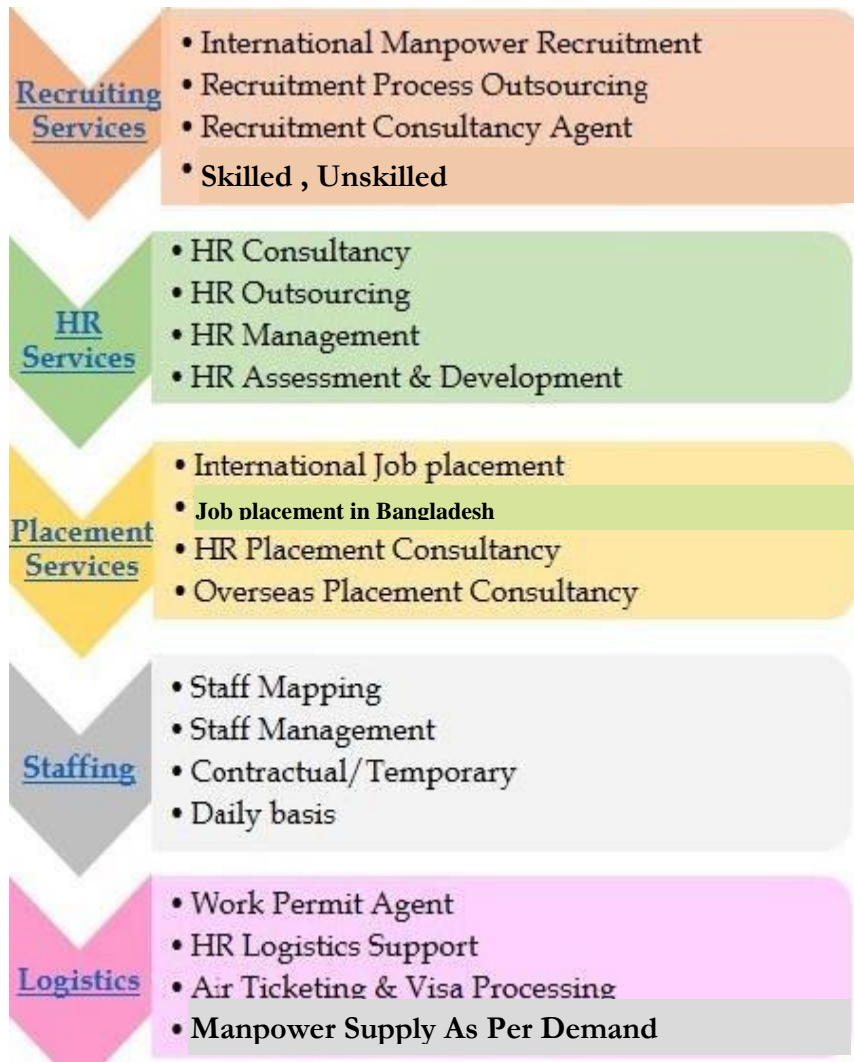 Recruiting
Services
• International Manpower Recruitment
• Recruitment Process Outsourcing
• Recruitment Consultancy Agent
• Skilled , Unskilled
HR
Services
• HR Consultancy
• HR Outsourcing
• HR Management
• HR Assessment & Development
Placement
Services
• International Job placement
• Job placement in Bangladesh
• HR Placement Consultancy
• Overseas Placement Consultancy
Staffing
• Staff Mapping
• Staff Management
• Contractual/Temporary
• Daily basis
Logistics
• Work Permit Agent
• HR Logistics Support
• Air Ticketing & Visa Processing
• Manpower Supply As Per Demand